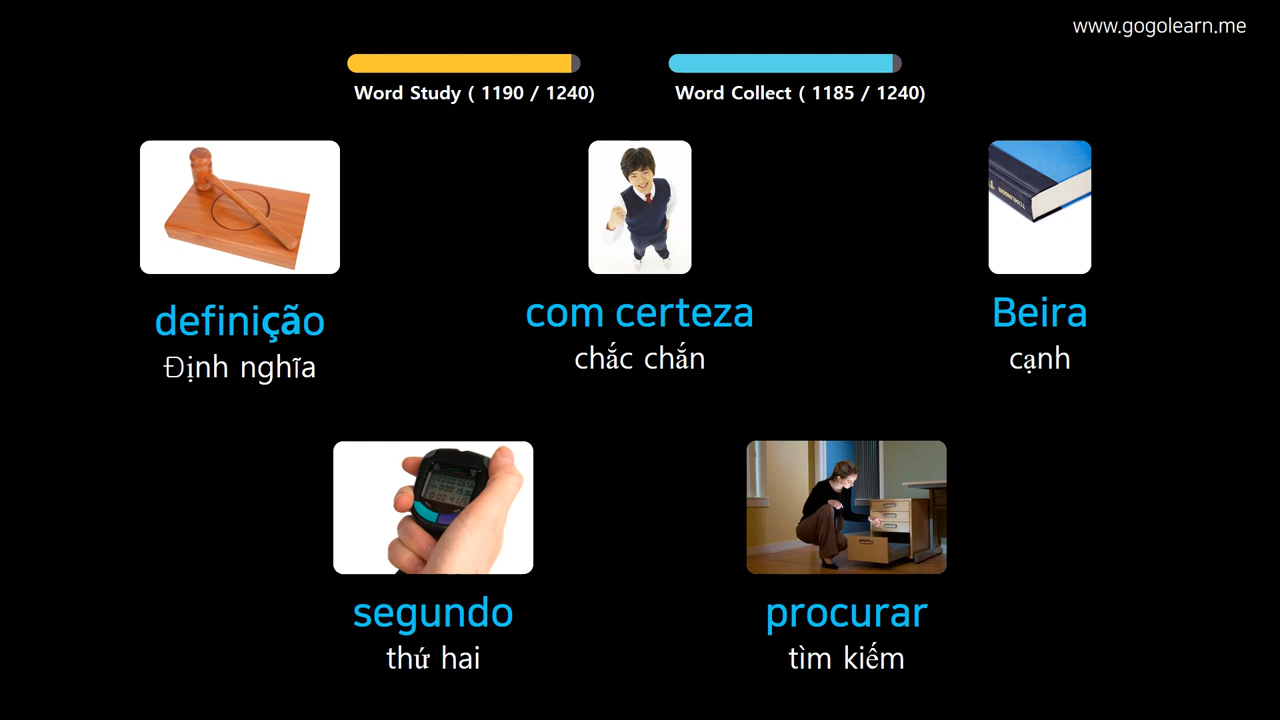 www.gogolearn.me
Word Study ( 1190 / 1240)
Word Collect ( 1185 / 1240)
definição
Định nghĩa
com certeza
chắc chắn
Beira
cạnh
segundo
thứ hai
procurar
tìm kiếm